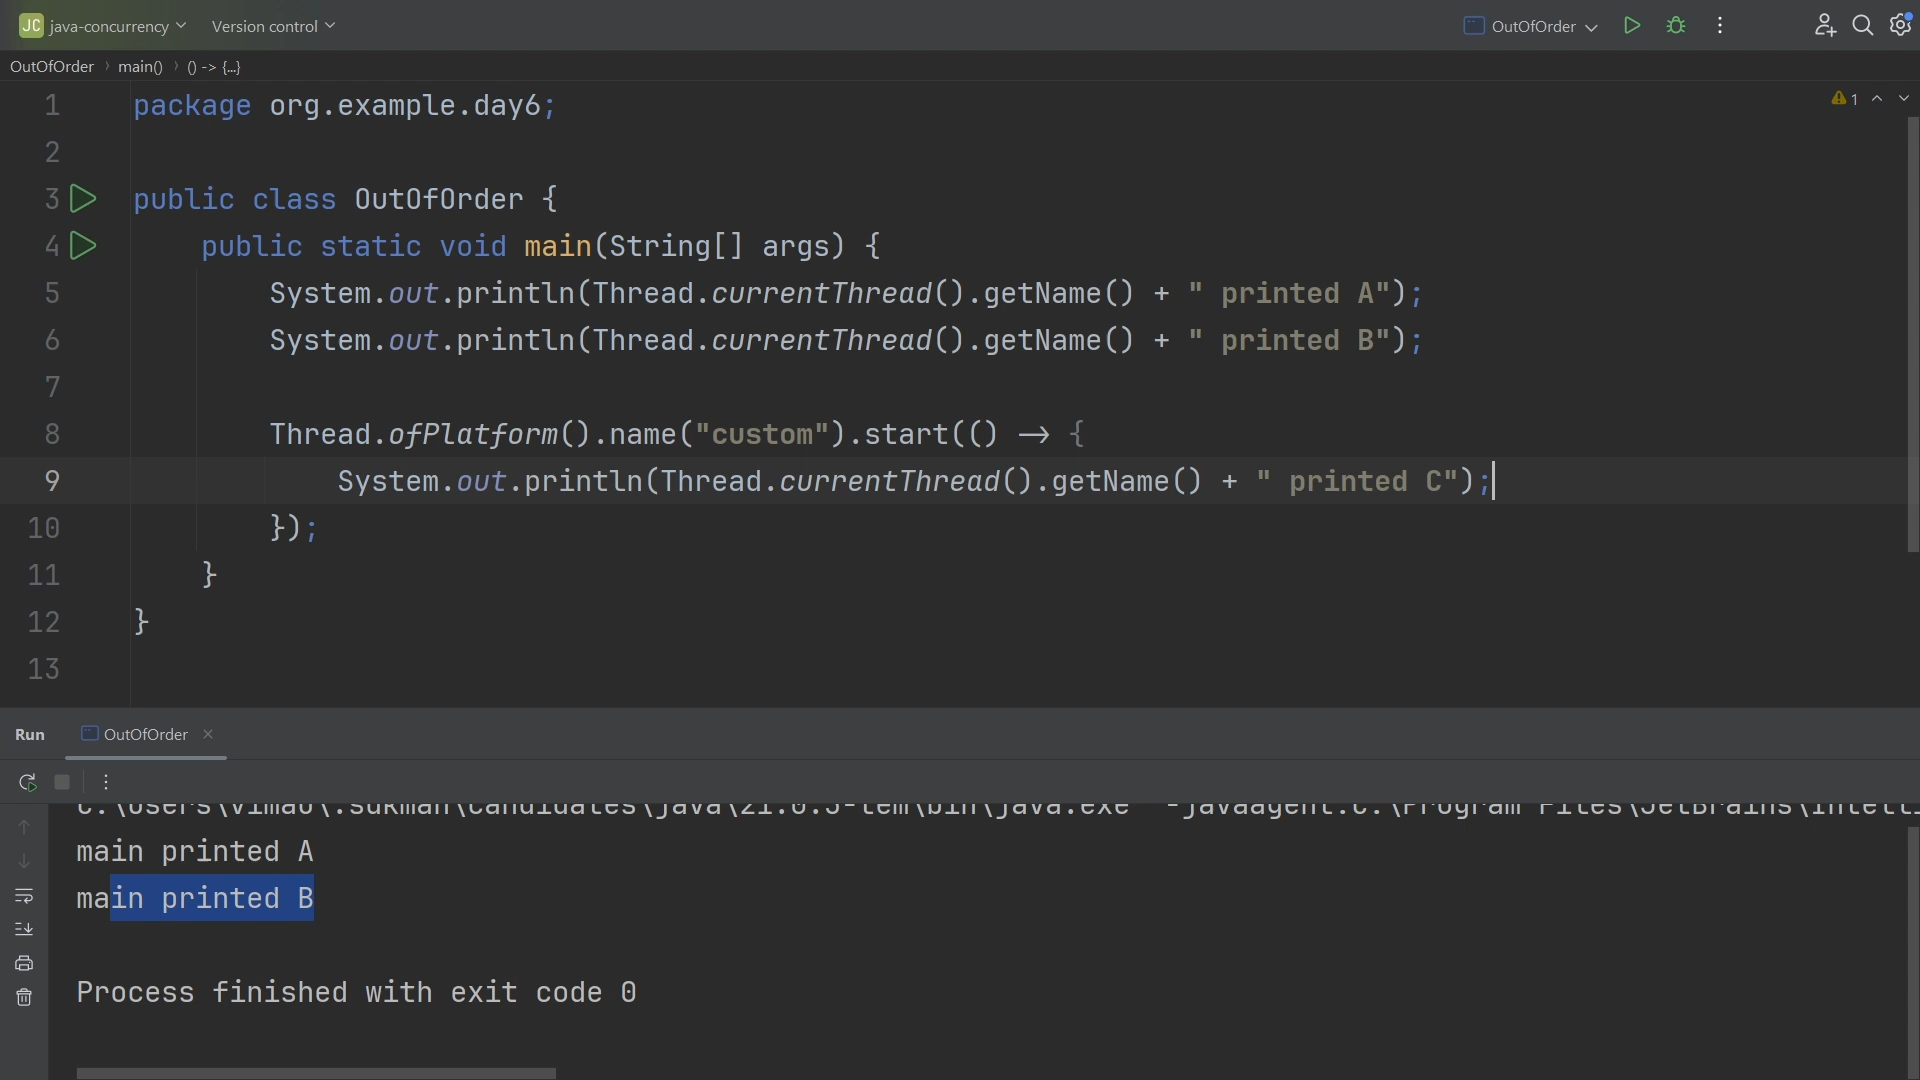 JC java-concurrency Version control OutOfOrder
OutOfOrder main() () -> {...}
1 package org.example.day6; 1
2
3 public class OutOfOrder {
4 public static void main(String[] args) {
5 System.out.println(Thread.currentThread().getName() + " printed A");
6 System.out.println(Thread.currentThread().getName() + " printed B");
7
8 Thread.ofPlatform().name("custom").start(() -> {
9 System.out.println(Thread.currentThread().getName() + " printed C");
10 });
11 }
12 }
13
Run OutOfOrder
main printed A
main printed B
Process finished with exit code 0